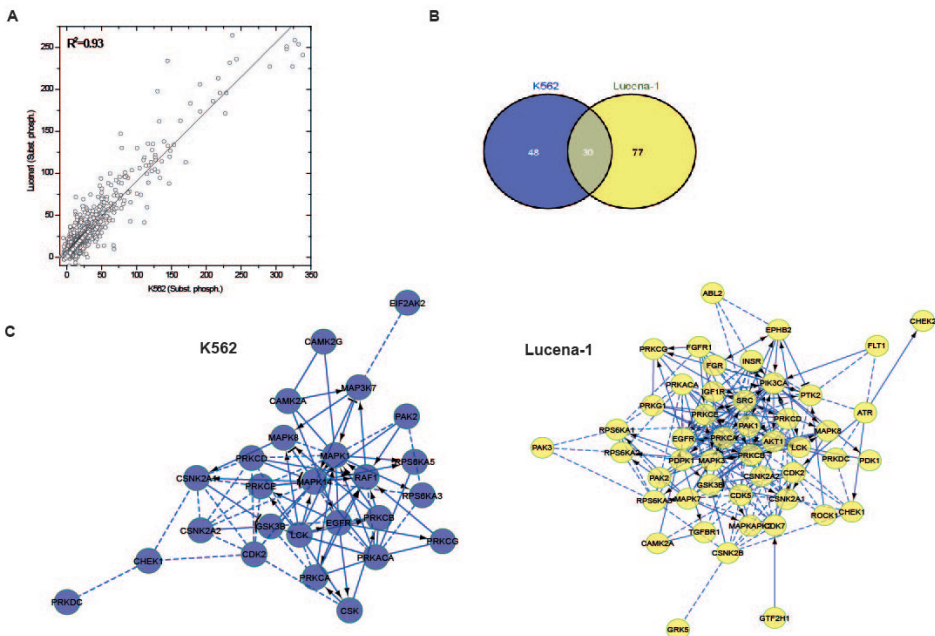 A
R²=0.93
Lucena1 (Subst. phosph.)
250
200
150
100
50
0
0 50 100 150 200 250 300 350
K562 (Subst. phosph.)
B
K562 Lucena-1
48 30 77
C
K562
EIF2AK2
CAMK2G
MAP3K7
CAMK2A
PAK2
MAPK8
MAPK1
PRKCD
RPS6KA5
CSNK2A1
PRKCE
MAPK14
RAF1
RPS6KA3
GSK3B
EGFR
PRKCB
CSNK2A2
LCK
PRKCG
CDK2
PRKACA
CHEK1
PRKCA
PRKDC
CSK
Lucena-1
ABL2
CHEK2
EPHB2
PRKCG
FGFR1
FLT1
FGR
INSR
PIK3CA
PRKACA
IGF1R
PTK2
SRC
PRKG1
PRKCE
PRKCD
ATR
RPS6KA1
PAK1
MAPK8
EGFR
PRKCA
AKT1
LCK
PAK3
RPS6KA2
PDPK1
MAPK3
PRKCB
PRKDC
PDK1
PAK2
GSK3B
CSNK2A2
CDK2
RPS6KA3
MAPK7
CDK5
CSNK2A1
ROCK1
CHEK1
CAMK2A
TGFBR1
CDK7
CSNK2B
GRK5
GTF2H1